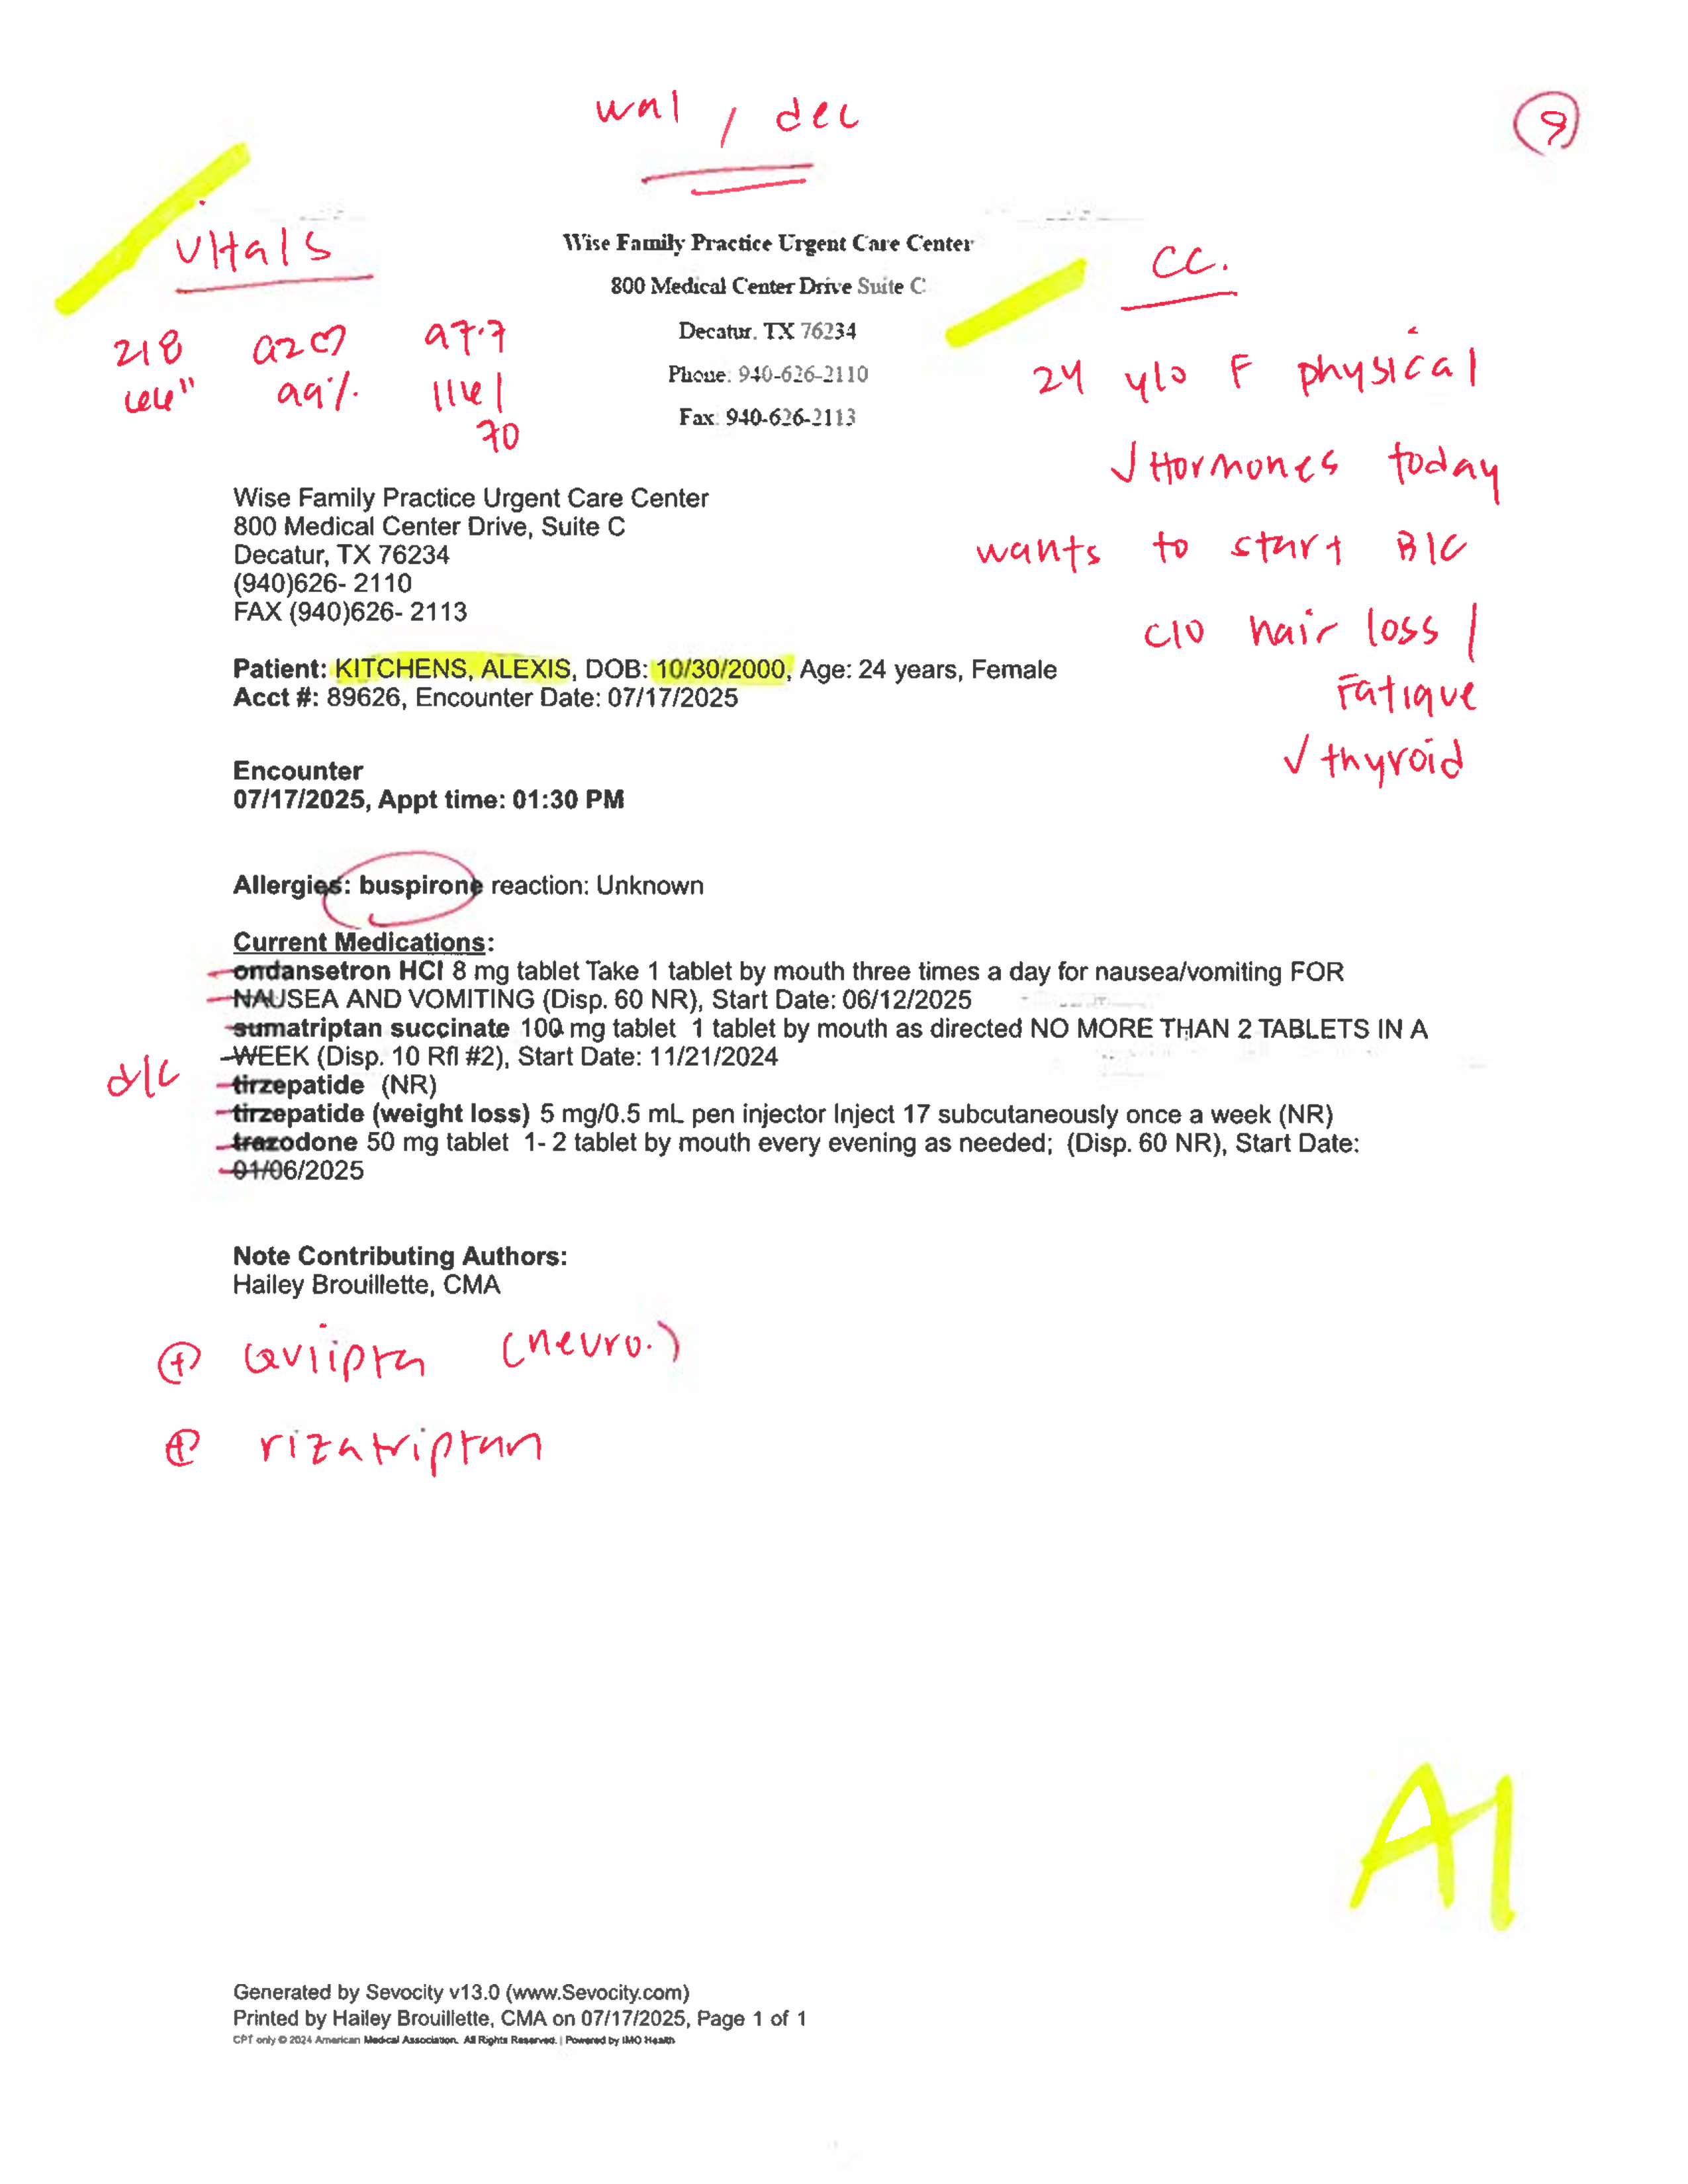 wnl / dec
9
Vitals
218 92♡ 97.7
66" 99% 116/
70
Wise Family Practice Urgent Care Center
800 Medical Center Drive Suite C
Decatur, TX 76234
Phone: 940-626-2110
Fax: 940-626-2113
CC.
24 y/o F physical
✓ Hormones today
wants to start B/C
c/o hair loss /
Fatigue
✓ thyroid
Wise Family Practice Urgent Care Center
800 Medical Center Drive, Suite C
Decatur, TX 76234
(940)626- 2110
FAX (940)626- 2113
Patient: KITCHENS, ALEXIS, DOB: 10/30/2000, Age: 24 years, Female
Acct #: 89626, Encounter Date: 07/17/2025
Encounter
07/17/2025, Appt time: 01:30 PM
Allergies: buspirone reaction: Unknown
Current Medications:
ondansetron HCl 8 mg tablet Take 1 tablet by mouth three times a day for nausea/vomiting FOR
NAUSEA AND VOMITING (Disp. 60 NR), Start Date: 06/12/2025
sumatriptan succinate 100 mg tablet 1 tablet by mouth as directed NO MORE THAN 2 TABLETS IN A
WEEK (Disp. 10 Rfl #2), Start Date: 11/21/2024
d/c
tirzepatide (NR)
tirzepatide (weight loss) 5 mg/0.5 mL pen injector Inject 17 subcutaneously once a week (NR)
trazodone 50 mg tablet 1- 2 tablet by mouth every evening as needed; (Disp. 60 NR), Start Date:
01/06/2025
Note Contributing Authors:
Hailey Brouillette, CMA
⊕ Qviipta (neuro.)
⊕ rizatriptan
A1
Generated by Sevocity v13.0 (www.Sevocity.com)
Printed by Hailey Brouillette, CMA on 07/17/2025, Page 1 of 1
CPT only © 2024 American Medical Association. All Rights Reserved. | Powered by IMO Health